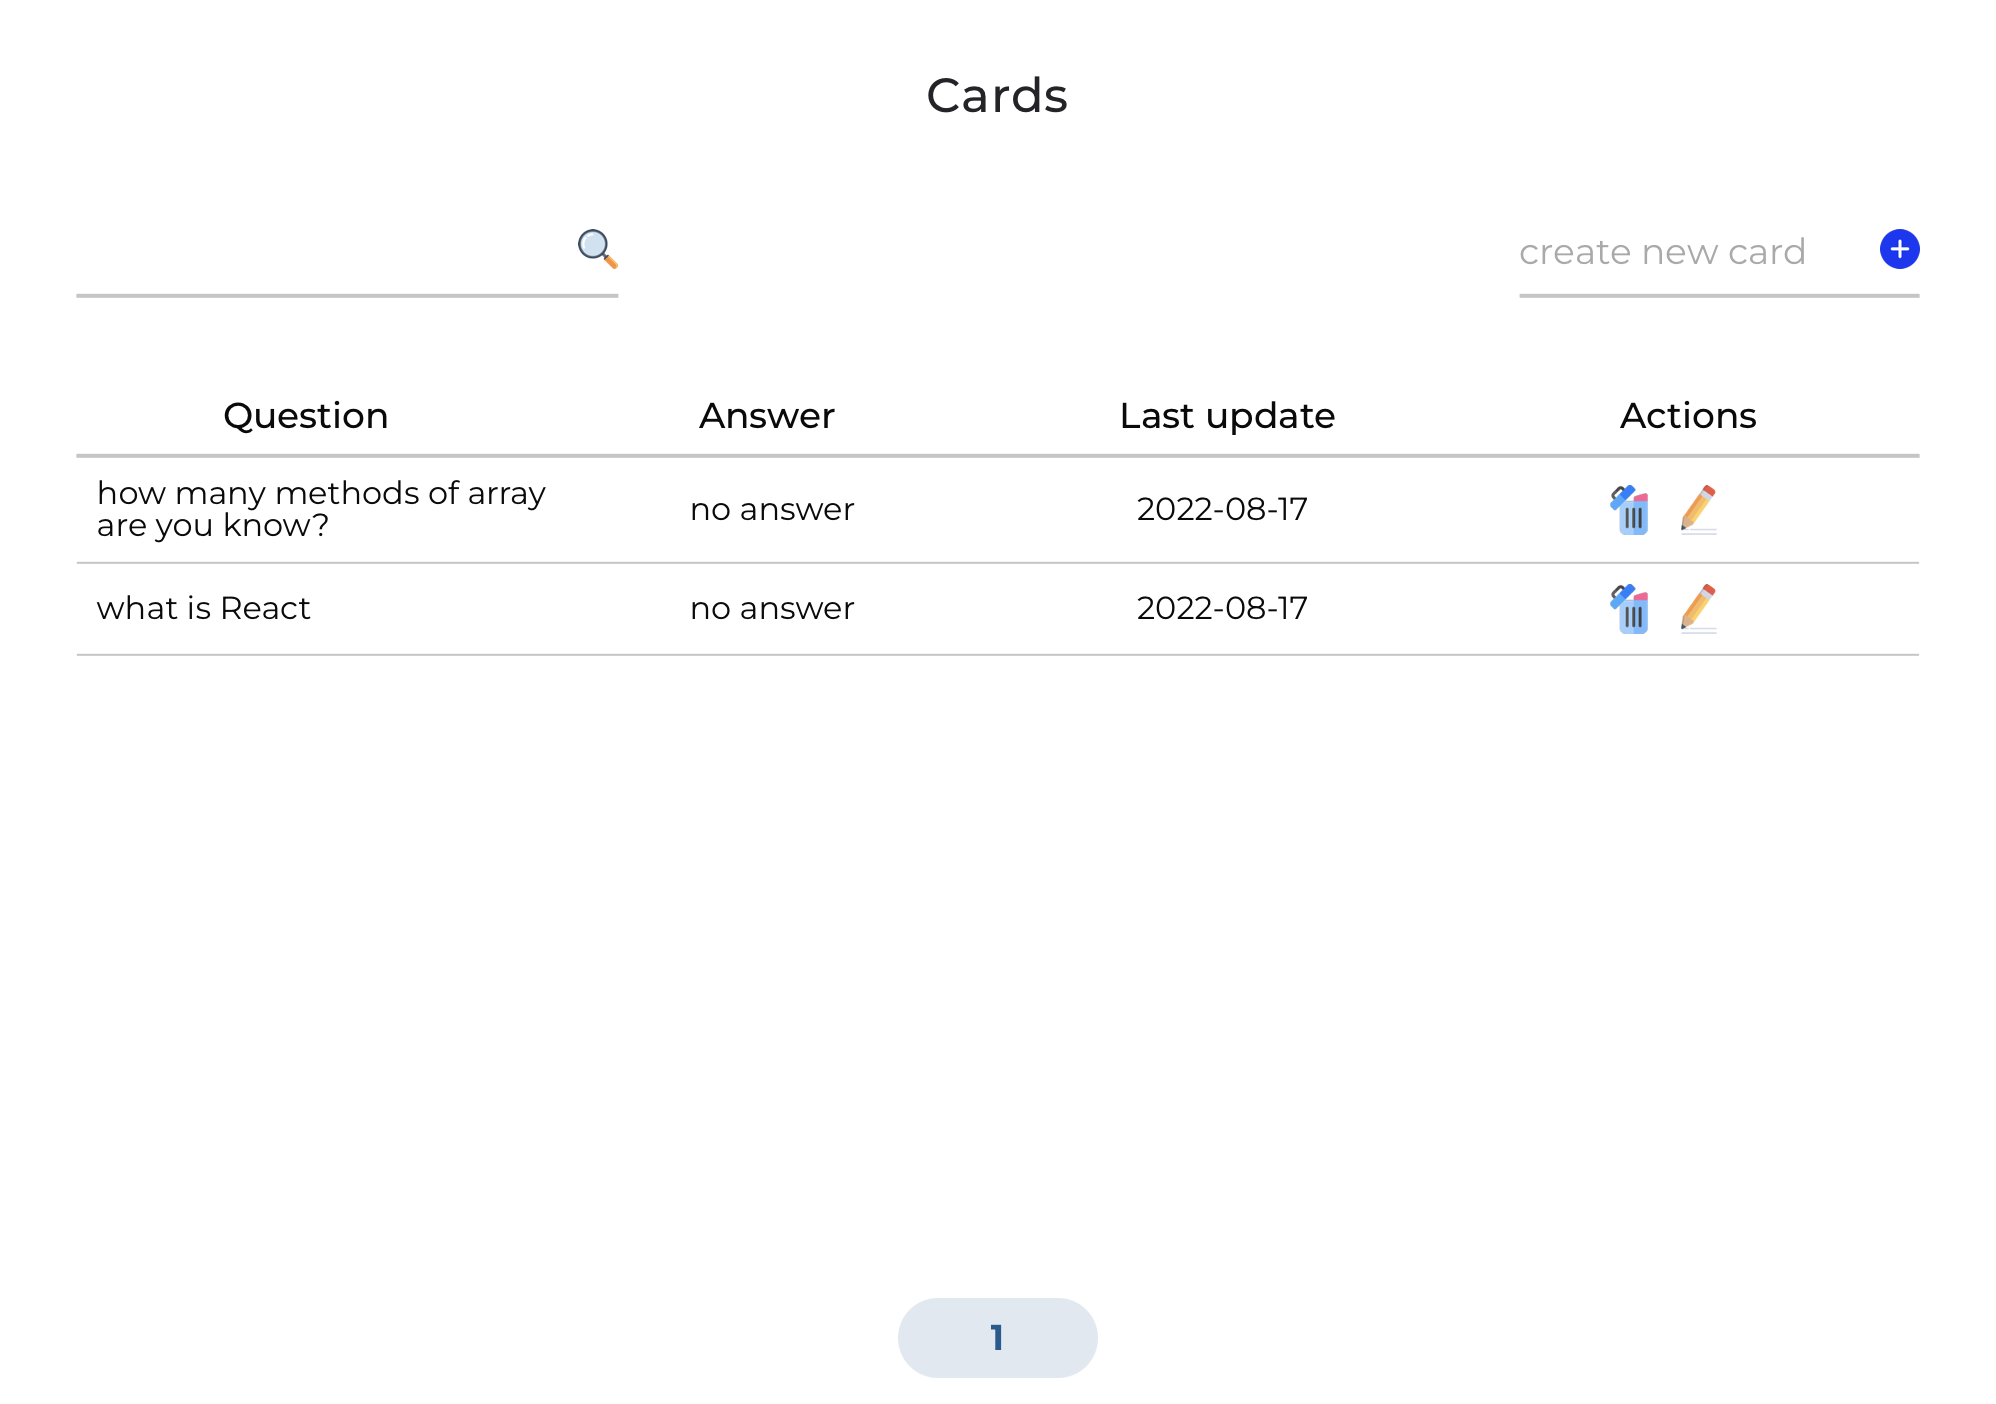 Cards
create new card
Question Answer Last update Actions
how many methods of array
are you know?
no answer 2022-08-17
what is React no answer 2022-08-17
1